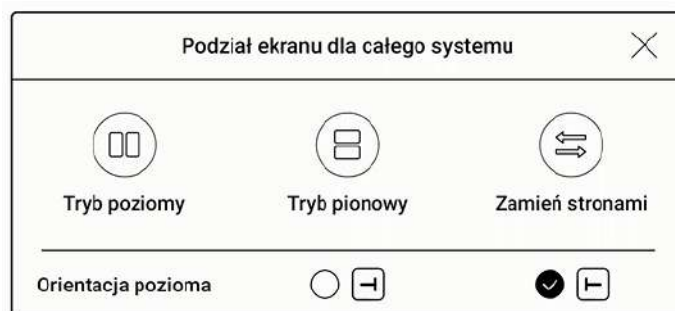 Podział ekranu dla całego systemu
Tryb poziomy
Tryb pionowy
Zamień stronami
Orientacja pozioma